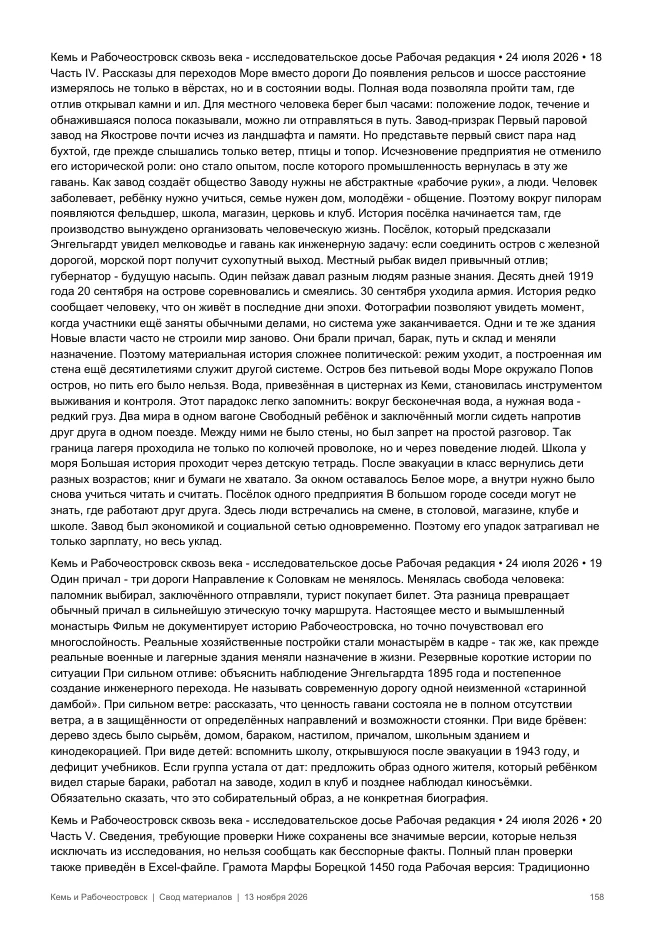 Кемь и Рабочеостровск сквозь века - исследовательское досье Рабочая редакция • 24 июля 2026 • 18
Часть IV. Рассказы для переходов Море вместо дороги До появления рельсов и шоссе расстояние
измерялось не только в вёрстах, но и в состоянии воды. Полная вода позволяла пройти там, где
отлив открывал камни и ил. Для местного человека берег был часами: положение лодок, течение и
обнажившаяся полоса показывали, можно ли отправляться в путь. Завод-призрак Первый паровой
завод на Якострове почти исчез из ландшафта и памяти. Но представьте первый свист пара над
бухтой, где прежде слышались только ветер, птицы и топор. Исчезновение предприятия не отменило
его исторической роли: оно стало опытом, после которого промышленность вернулась в эту же
гавань. Как завод создаёт общество Заводу нужны не абстрактные «рабочие руки», а люди. Человек
заболевает, ребёнку нужно учиться, семье нужен дом, молодёжи - общение. Поэтому вокруг пилорам
появляются фельдшер, школа, магазин, церковь и клуб. История посёлка начинается там, где
производство вынуждено организовать человеческую жизнь. Посёлок, который предсказали
Энгельгардт увидел мелководье и гавань как инженерную задачу: если соединить остров с железной
дорогой, морской порт получит сухопутный выход. Местный рыбак видел привычный отлив;
губернатор - будущую насыпь. Один пейзаж давал разным людям разные знания. Десять дней 1919
года 20 сентября на острове соревновались и смеялись. 30 сентября уходила армия. История редко
сообщает человеку, что он живёт в последние дни эпохи. Фотографии позволяют увидеть момент,
когда участники ещё заняты обычными делами, но система уже заканчивается. Одни и те же здания
Новые власти часто не строили мир заново. Они брали причал, барак, путь и склад и меняли
назначение. Поэтому материальная история сложнее политической: режим уходит, а построенная им
стена ещё десятилетиями служит другой системе. Остров без питьевой воды Море окружало Попов
остров, но пить его было нельзя. Вода, привезённая в цистернах из Кеми, становилась инструментом
выживания и контроля. Этот парадокс легко запомнить: вокруг бесконечная вода, а нужная вода -
редкий груз. Два мира в одном вагоне Свободный ребёнок и заключённый могли сидеть напротив
друг друга в одном поезде. Между ними не было стены, но был запрет на простой разговор. Так
граница лагеря проходила не только по колючей проволоке, но и через поведение людей. Школа у
моря Большая история проходит через детскую тетрадь. После эвакуации в класс вернулись дети
разных возрастов; книг и бумаги не хватало. За окном оставалось Белое море, а внутри нужно было
снова учиться читать и считать. Посёлок одного предприятия В большом городе соседи могут не
знать, где работают друг друга. Здесь люди встречались на смене, в столовой, магазине, клубе и
школе. Завод был экономикой и социальной сетью одновременно. Поэтому его упадок затрагивал не
только зарплату, но весь уклад.
Кемь и Рабочеостровск сквозь века - исследовательское досье Рабочая редакция • 24 июля 2026 • 19
Один причал - три дороги Направление к Соловкам не менялось. Менялась свобода человека:
паломник выбирал, заключённого отправляли, турист покупает билет. Эта разница превращает
обычный причал в сильнейшую этическую точку маршрута. Настоящее место и вымышленный
монастырь Фильм не документирует историю Рабочеостровска, но точно почувствовал его
многослойность. Реальные хозяйственные постройки стали монастырём в кадре - так же, как прежде
реальные военные и лагерные здания меняли назначение в жизни. Резервные короткие истории по
ситуации При сильном отливе: объяснить наблюдение Энгельгардта 1895 года и постепенное
создание инженерного перехода. Не называть современную дорогу одной неизменной «старинной
дамбой». При сильном ветре: рассказать, что ценность гавани состояла не в полном отсутствии
ветра, а в защищённости от определённых направлений и возможности стоянки. При виде брёвен:
дерево здесь было сырьём, домом, бараком, настилом, причалом, школьным зданием и
кинодекорацией. При виде детей: вспомнить школу, открывшуюся после эвакуации в 1943 году, и
дефицит учебников. Если группа устала от дат: предложить образ одного жителя, который ребёнком
видел старые бараки, работал на заводе, ходил в клуб и позднее наблюдал киносъёмки.
Обязательно сказать, что это собирательный образ, а не конкретная биография.
Кемь и Рабочеостровск сквозь века - исследовательское досье Рабочая редакция • 24 июля 2026 • 20
Часть V. Сведения, требующие проверки Ниже сохранены все значимые версии, которые нельзя
исключать из исследования, но нельзя сообщать как бесспорные факты. Полный план проверки
также приведён в Excel-файле. Грамота Марфы Борецкой 1450 года Рабочая версия: Традиционно
Кемь и Рабочеостровск | Свод материалов | 13 ноября 2026
158